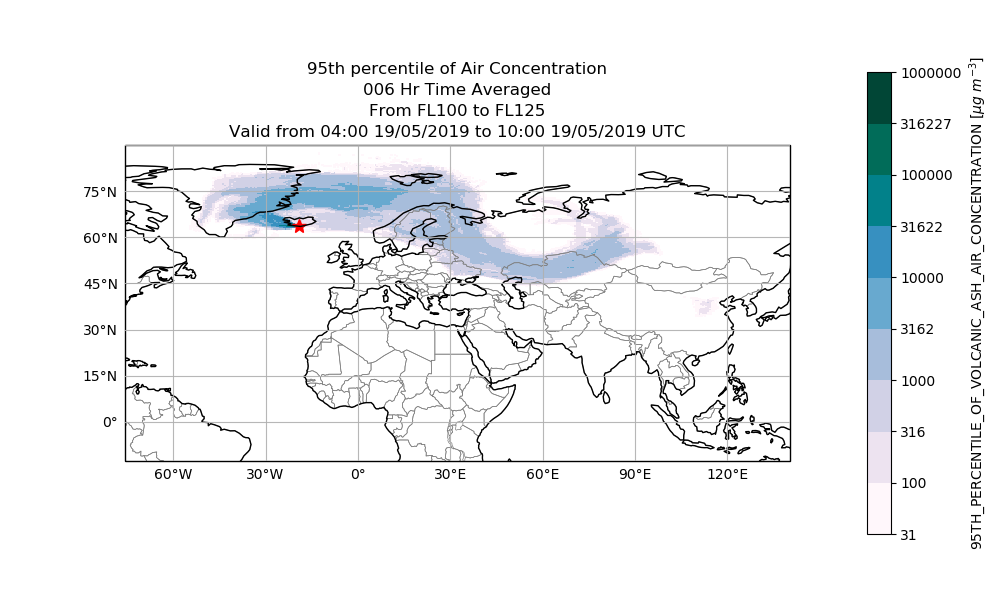 95th percentile of Air Concentration
006 Hr Time Averaged
From FL100 to FL125
Valid from 04:00 19/05/2019 to 10:00 19/05/2019 UTC
75°N
60°N
45°N
30°N
15°N
0°
60°W
30°W
0°
30°E
60°E
90°E
120°E
1000000
316227
100000
31622
10000
3162
1000
316
100
31
95TH_PERCENTILE_OF_VOLCANIC_ASH_AIR_CONCENTRATION [µg m⁻³]